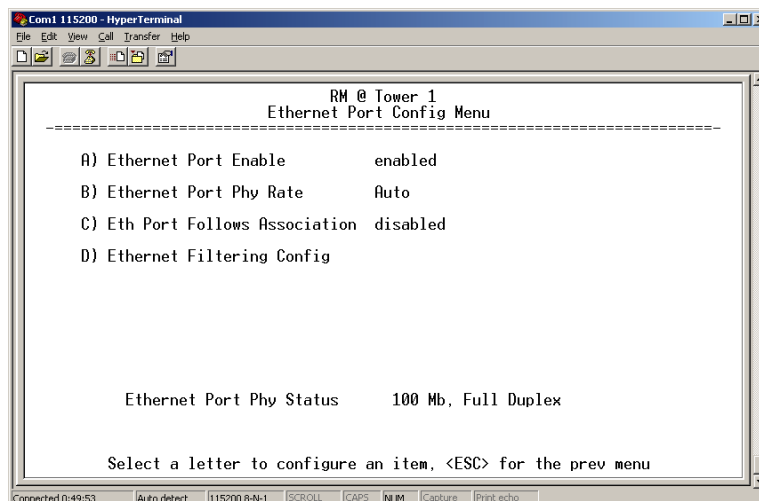 Com1 115200 - HyperTerminal
File Edit View Call Transfer Help
RM @ Tower 1
Ethernet Port Config Menu
-==========================================================================-
A) Ethernet Port Enable enabled
B) Ethernet Port Phy Rate Auto
C) Eth Port Follows Association disabled
D) Ethernet Filtering Config
Ethernet Port Phy Status 100 Mb, Full Duplex
Select a letter to configure an item, <ESC> for the prev menu
Connected 0:49:53 Auto detect 115200 8-N-1 SCROLL CAPS NUM Capture Print echo